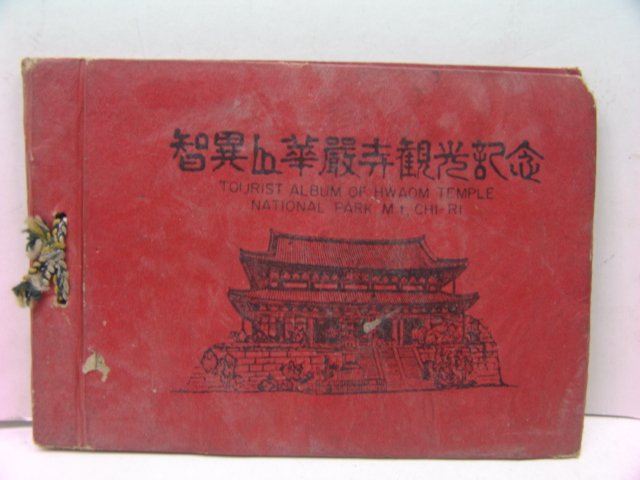 智異山華嚴寺観光記念
TOURIST ALBUM OF HWAOM TEMPLE
NATIONAL PARK Mt CHI-RI